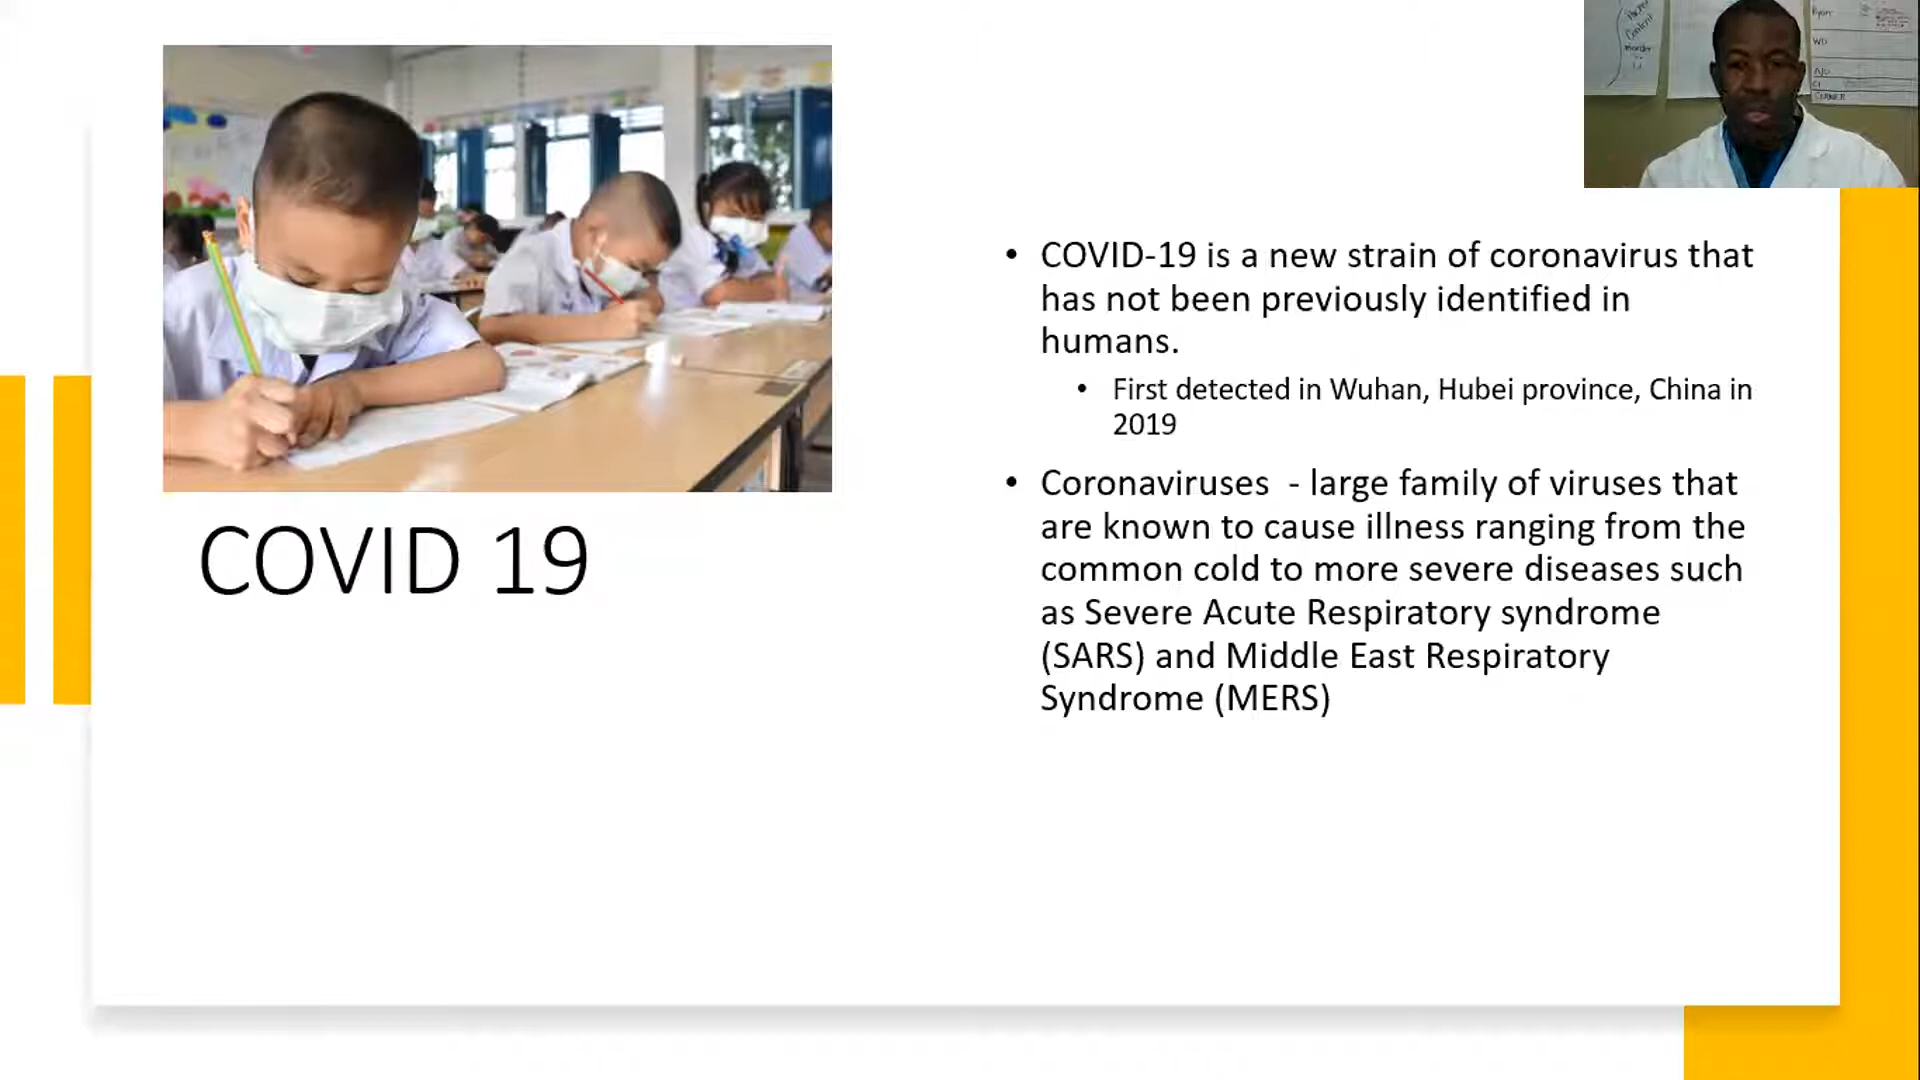 COVID 19
• COVID-19 is a new strain of coronavirus that
has not been previously identified in
humans.
• First detected in Wuhan, Hubei province, China in
2019
• Coronaviruses  - large family of viruses that
are known to cause illness ranging from the
common cold to more severe diseases such
as Severe Acute Respiratory syndrome
(SARS) and Middle East Respiratory
Syndrome (MERS)
Ryan
WD